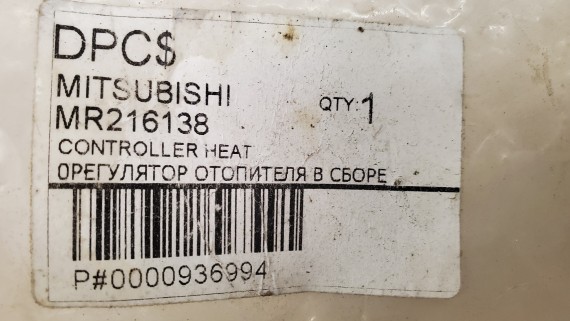 DPC$
MITSUBISHI
QTY:1
MR216138
CONTROLLER HEAT
0РЕГУЛЯТОР ОТОПИТЕЛЯ В СБОРЕ
P#0000936994